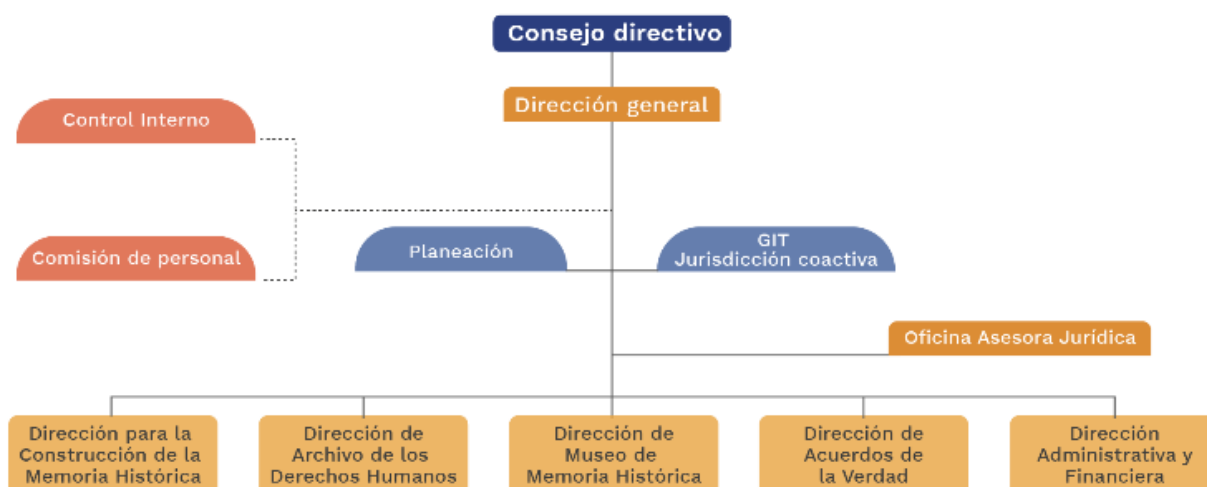 Consejo directivo
Dirección general
Control Interno
Comisión de personal
Planeación
GIT
Jurisdicción coactiva
Oficina Asesora Jurídica
Dirección para la
Construcción de la
Memoria Histórica
Dirección de
Archivo de los
Derechos Humanos
Dirección de
Museo de
Memoria Histórica
Dirección de
Acuerdos de
la Verdad
Dirección
Administrativa y
Financiera